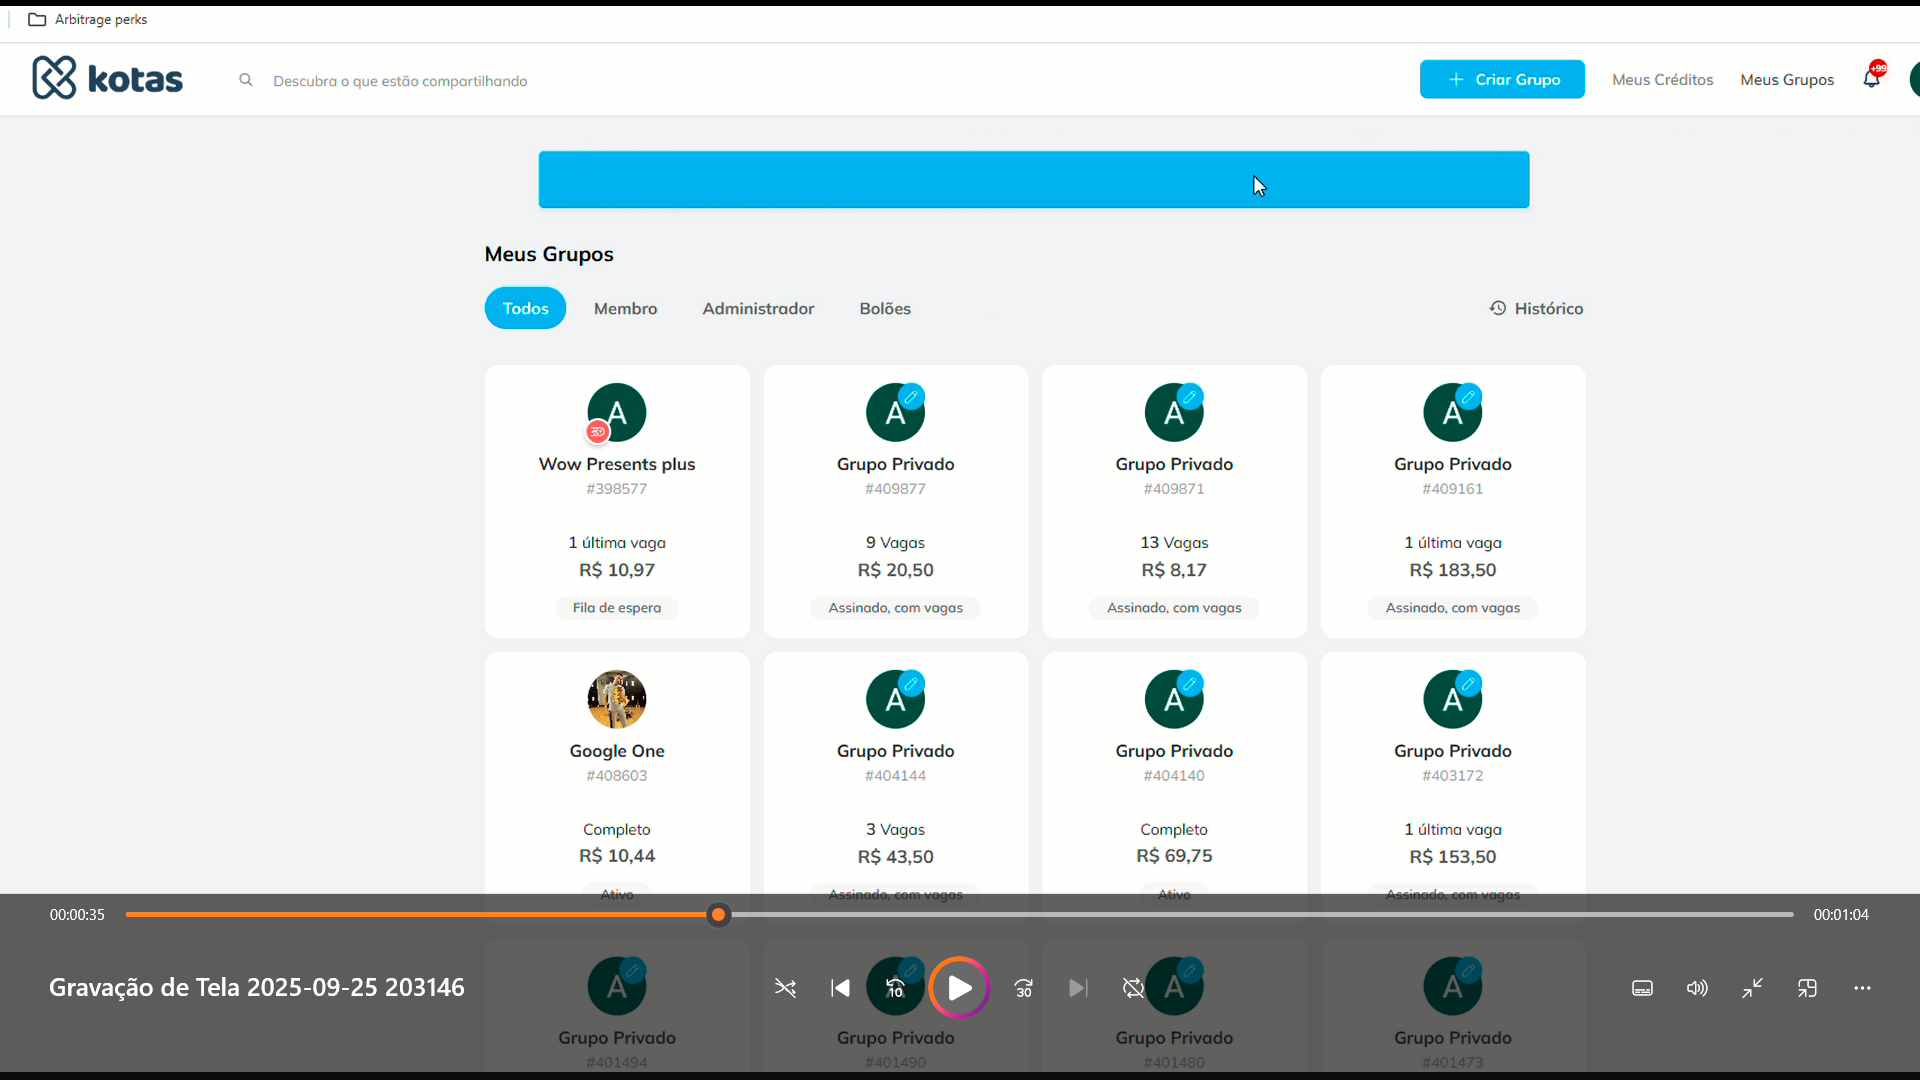 Arbitrage perks
kotas
Descubra o que estão compartilhando
Criar Grupo
Meus Créditos
Meus Grupos
+99
Meus Grupos
Todos
Membro
Administrador
Bolões
Histórico
A
Wow Presents plus
#398577
1 última vaga
R$ 10,97
Fila de espera
A
Grupo Privado
#409877
9 Vagas
R$ 20,50
Assinado, com vagas
A
Grupo Privado
#409871
13 Vagas
R$ 8,17
Assinado, com vagas
A
Grupo Privado
#409161
1 última vaga
R$ 183,50
Assinado, com vagas
Google One
#408603
Completo
R$ 10,44
Ativo
A
Grupo Privado
#404144
3 Vagas
R$ 43,50
Assinado, com vagas
A
Grupo Privado
#404140
Completo
R$ 69,75
Ativo
A
Grupo Privado
#403172
1 última vaga
R$ 153,50
Assinado, com vagas
00:00:35
00:01:04
Gravação de Tela 2025-09-25 203146
10
30
A
Grupo Privado
#401494
A
Grupo Privado
#401490
A
Grupo Privado
#401480
A
Grupo Privado
#401473